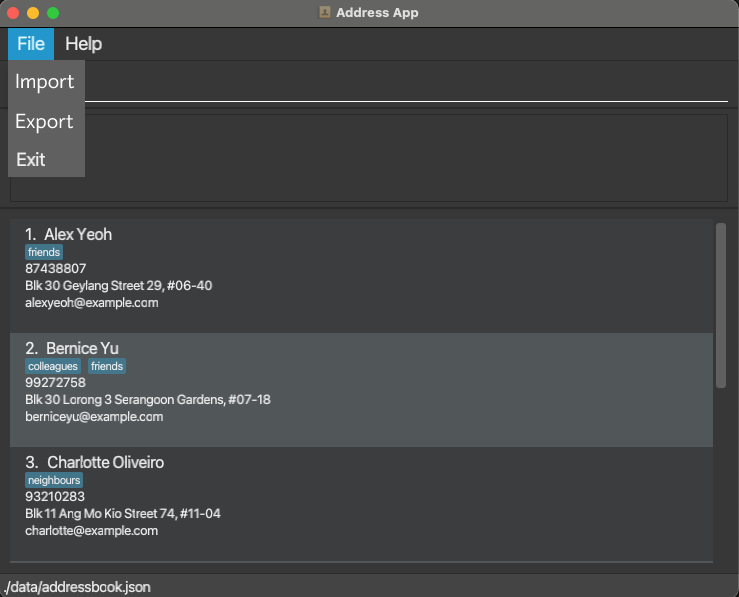 Address App
File Help
Import
Export
Exit
1. Alex Yeoh
friends
87438807
Blk 30 Geylang Street 29, #06-40
alexyeoh@example.com
2. Bernice Yu
colleagues friends
99272758
Blk 30 Lorong 3 Serangoon Gardens, #07-18
berniceyu@example.com
3. Charlotte Oliveiro
neighbours
93210283
Blk 11 Ang Mo Kio Street 74, #11-04
charlotte@example.com
./data/addressbook.json